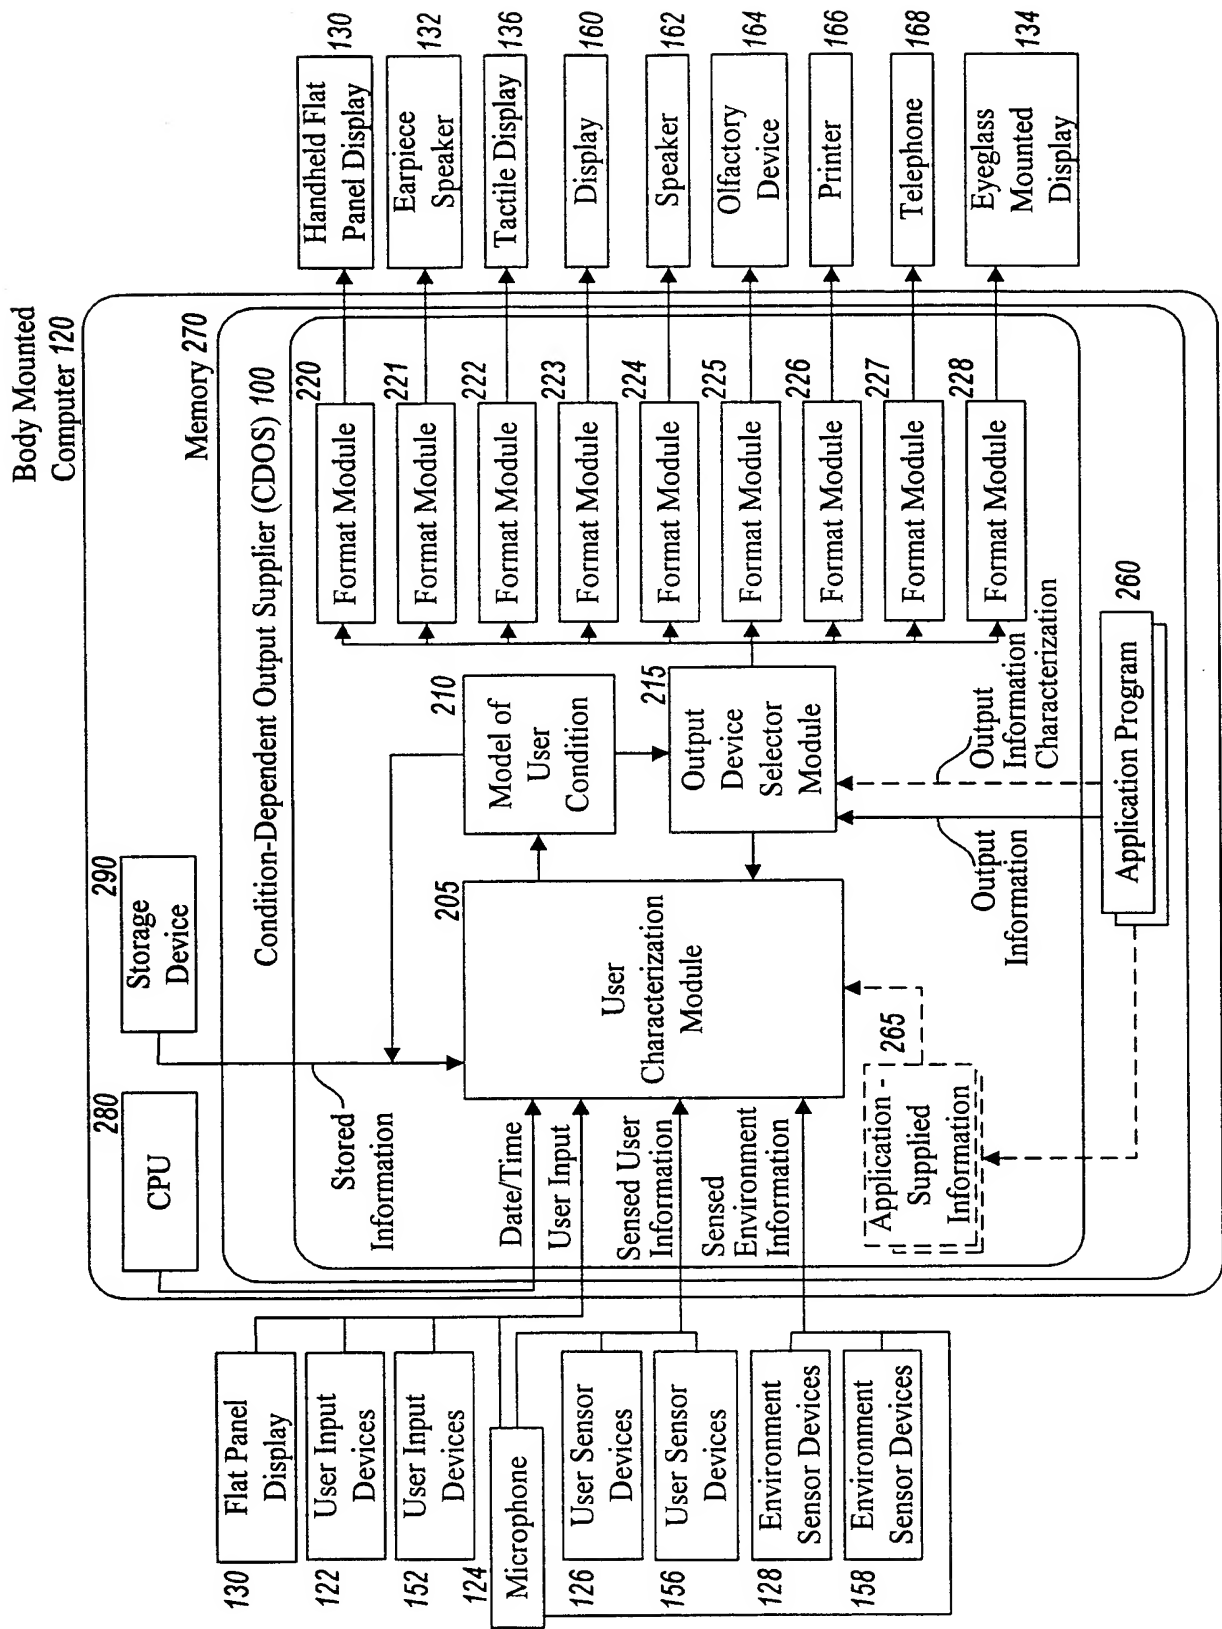 Body Mounted
Computer 120
Memory 270
Condition-Dependent Output Supplier (CDOS) 100
280
CPU
290
Storage
Device
Stored
Information
130
Flat Panel
Display
122
User Input
Devices
152
User Input
Devices
124
Microphone
126
User Sensor
Devices
156
User Sensor
Devices
128
Environment
Sensor Devices
158
Environment
Sensor Devices
Date/Time
User Input
Sensed User
Information
Sensed
Environment
Information
205
User
Characterization
Module
210
Model of
User
Condition
215
Output
Device
Selector
Module
265
Application -
Supplied
Information
Output
Information
Output
Information
Characterization
260
Application Program
220
Format Module
221
Format Module
222
Format Module
223
Format Module
224
Format Module
225
Format Module
226
Format Module
227
Format Module
228
Format Module
Handheld Flat
Panel Display
130
Earpiece
Speaker
132
Tactile Display
136
Display
160
Speaker
162
Olfactory
Device
164
Printer
166
Telephone
168
Eyeglass
Mounted
Display
134